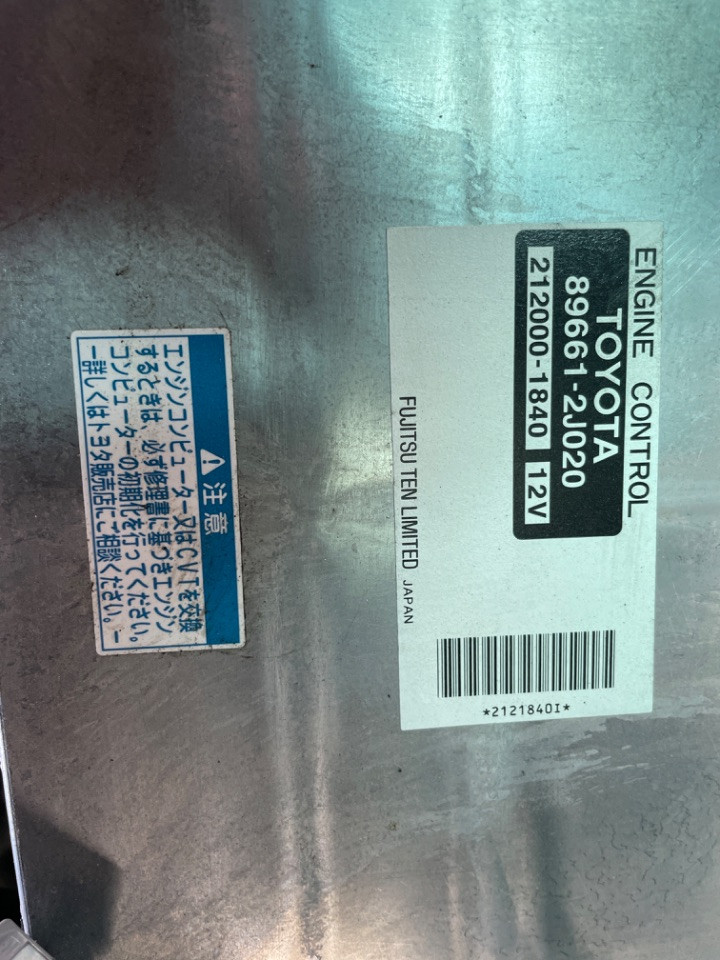 ENGINE CONTROL
TOYOTA
89661-2J020
212000-1840 12V
FUJITSU TEN LIMITED JAPAN
*2121840I*
⚠ 注意
エンジンコンピューター又はCVTを交換
するときは、必ず修理書に基づきエンジン
コンピューターの初期化を行ってください。
ー詳しくはトヨタ販売店にご相談ください。ー